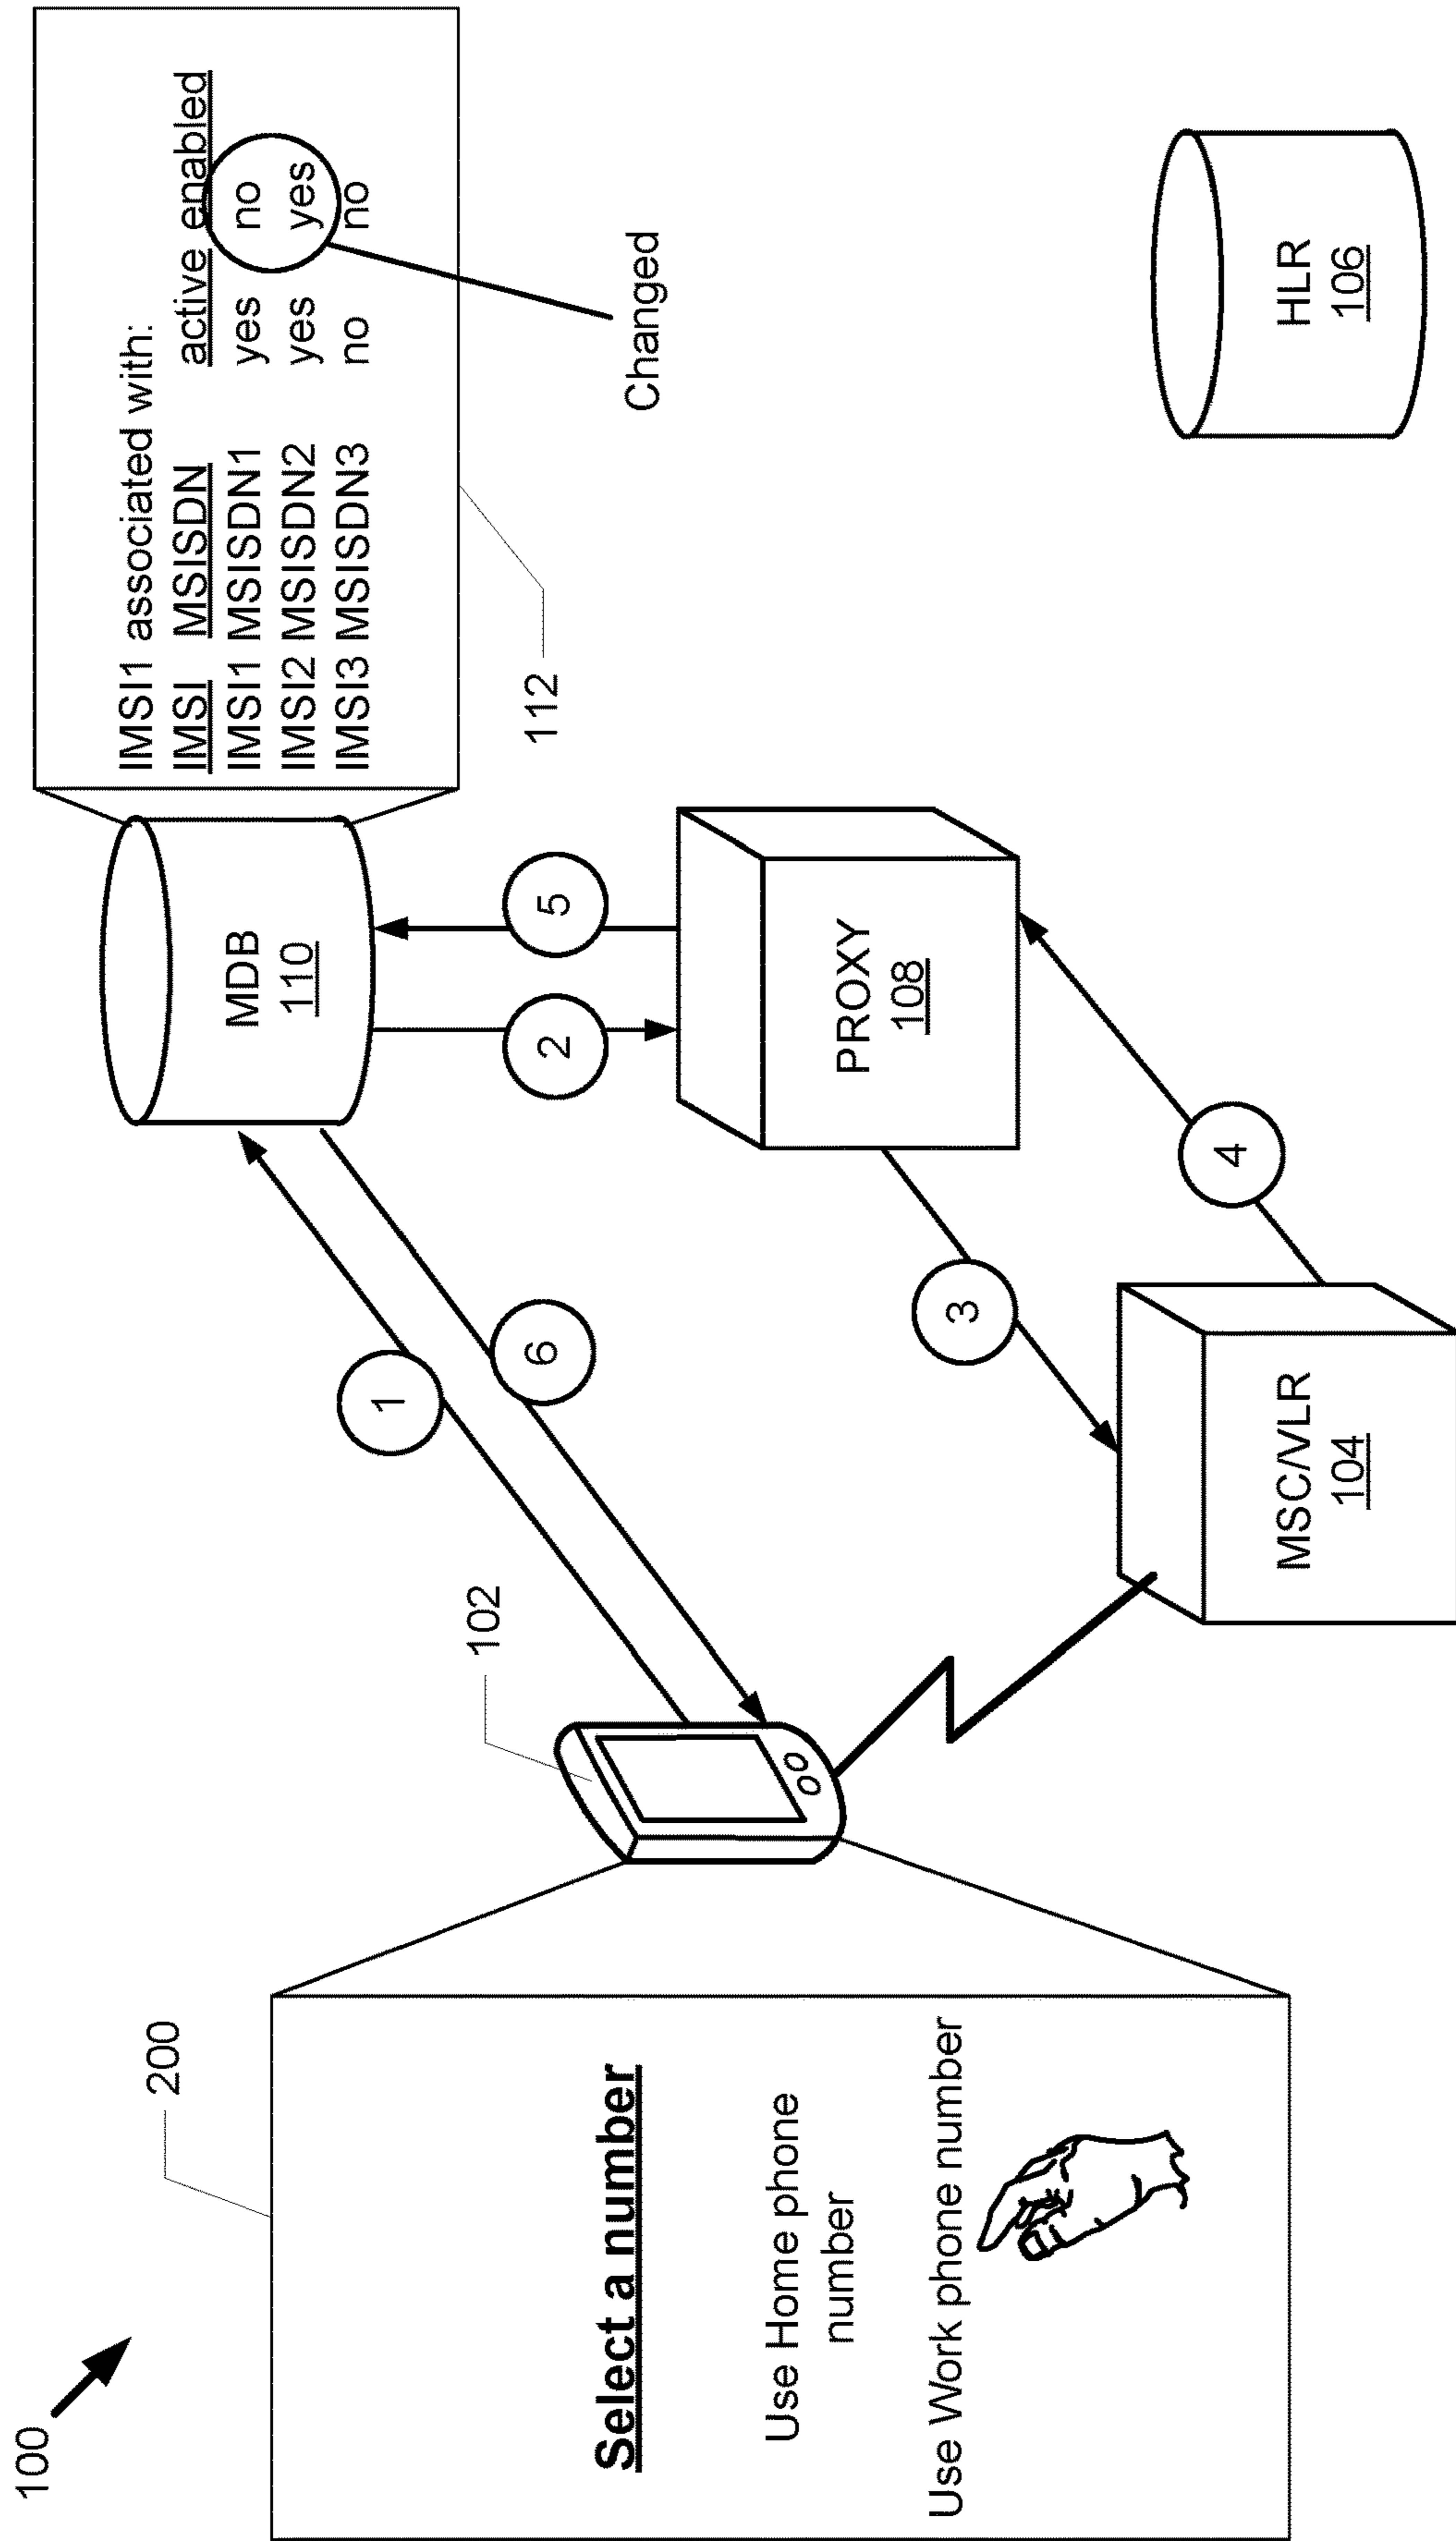 100
200
Select a number
Use Home phone
number
Use Work phone number
102
1
6
MDB
110
2
5
PROXY
108
3
4
MSC/VLR
104
IMSI1 associated with:
IMSI MSISDN active enabled
IMSI1 MSISDN1 yes no
IMSI2 MSISDN2 yes yes
IMSI3 MSISDN3 no no
112
Changed
HLR
106